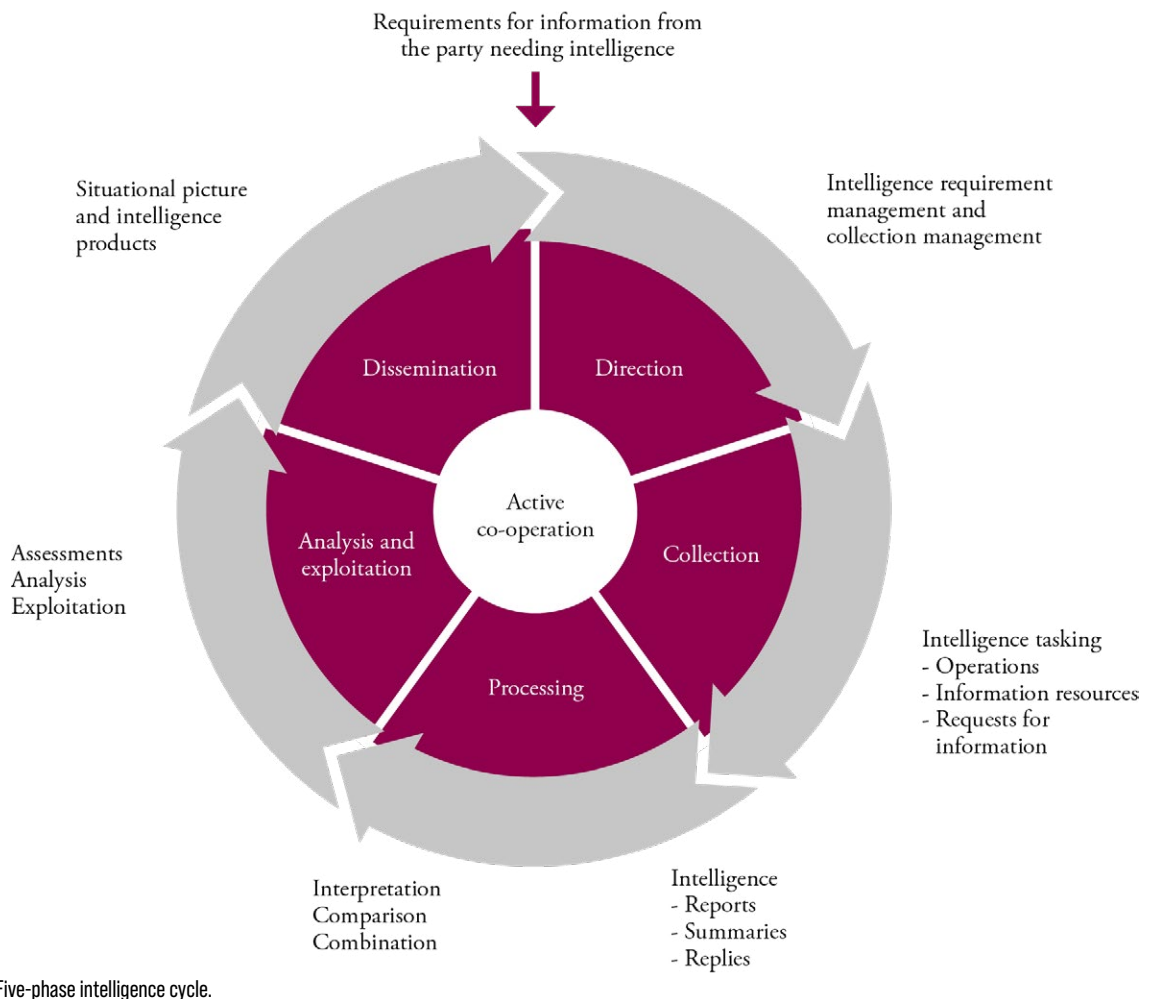 Requirements for information from
the party needing intelligence
Situational picture
and intelligence
products
Intelligence requirement
management and
collection management
Dissemination
Direction
Active
co-operation
Analysis and
exploitation
Collection
Processing
Assessments
Analysis
Exploitation
Intelligence tasking
- Operations
- Information resources
- Requests for
information
Interpretation
Comparison
Combination
Intelligence
- Reports
- Summaries
- Replies
Five-phase intelligence cycle.